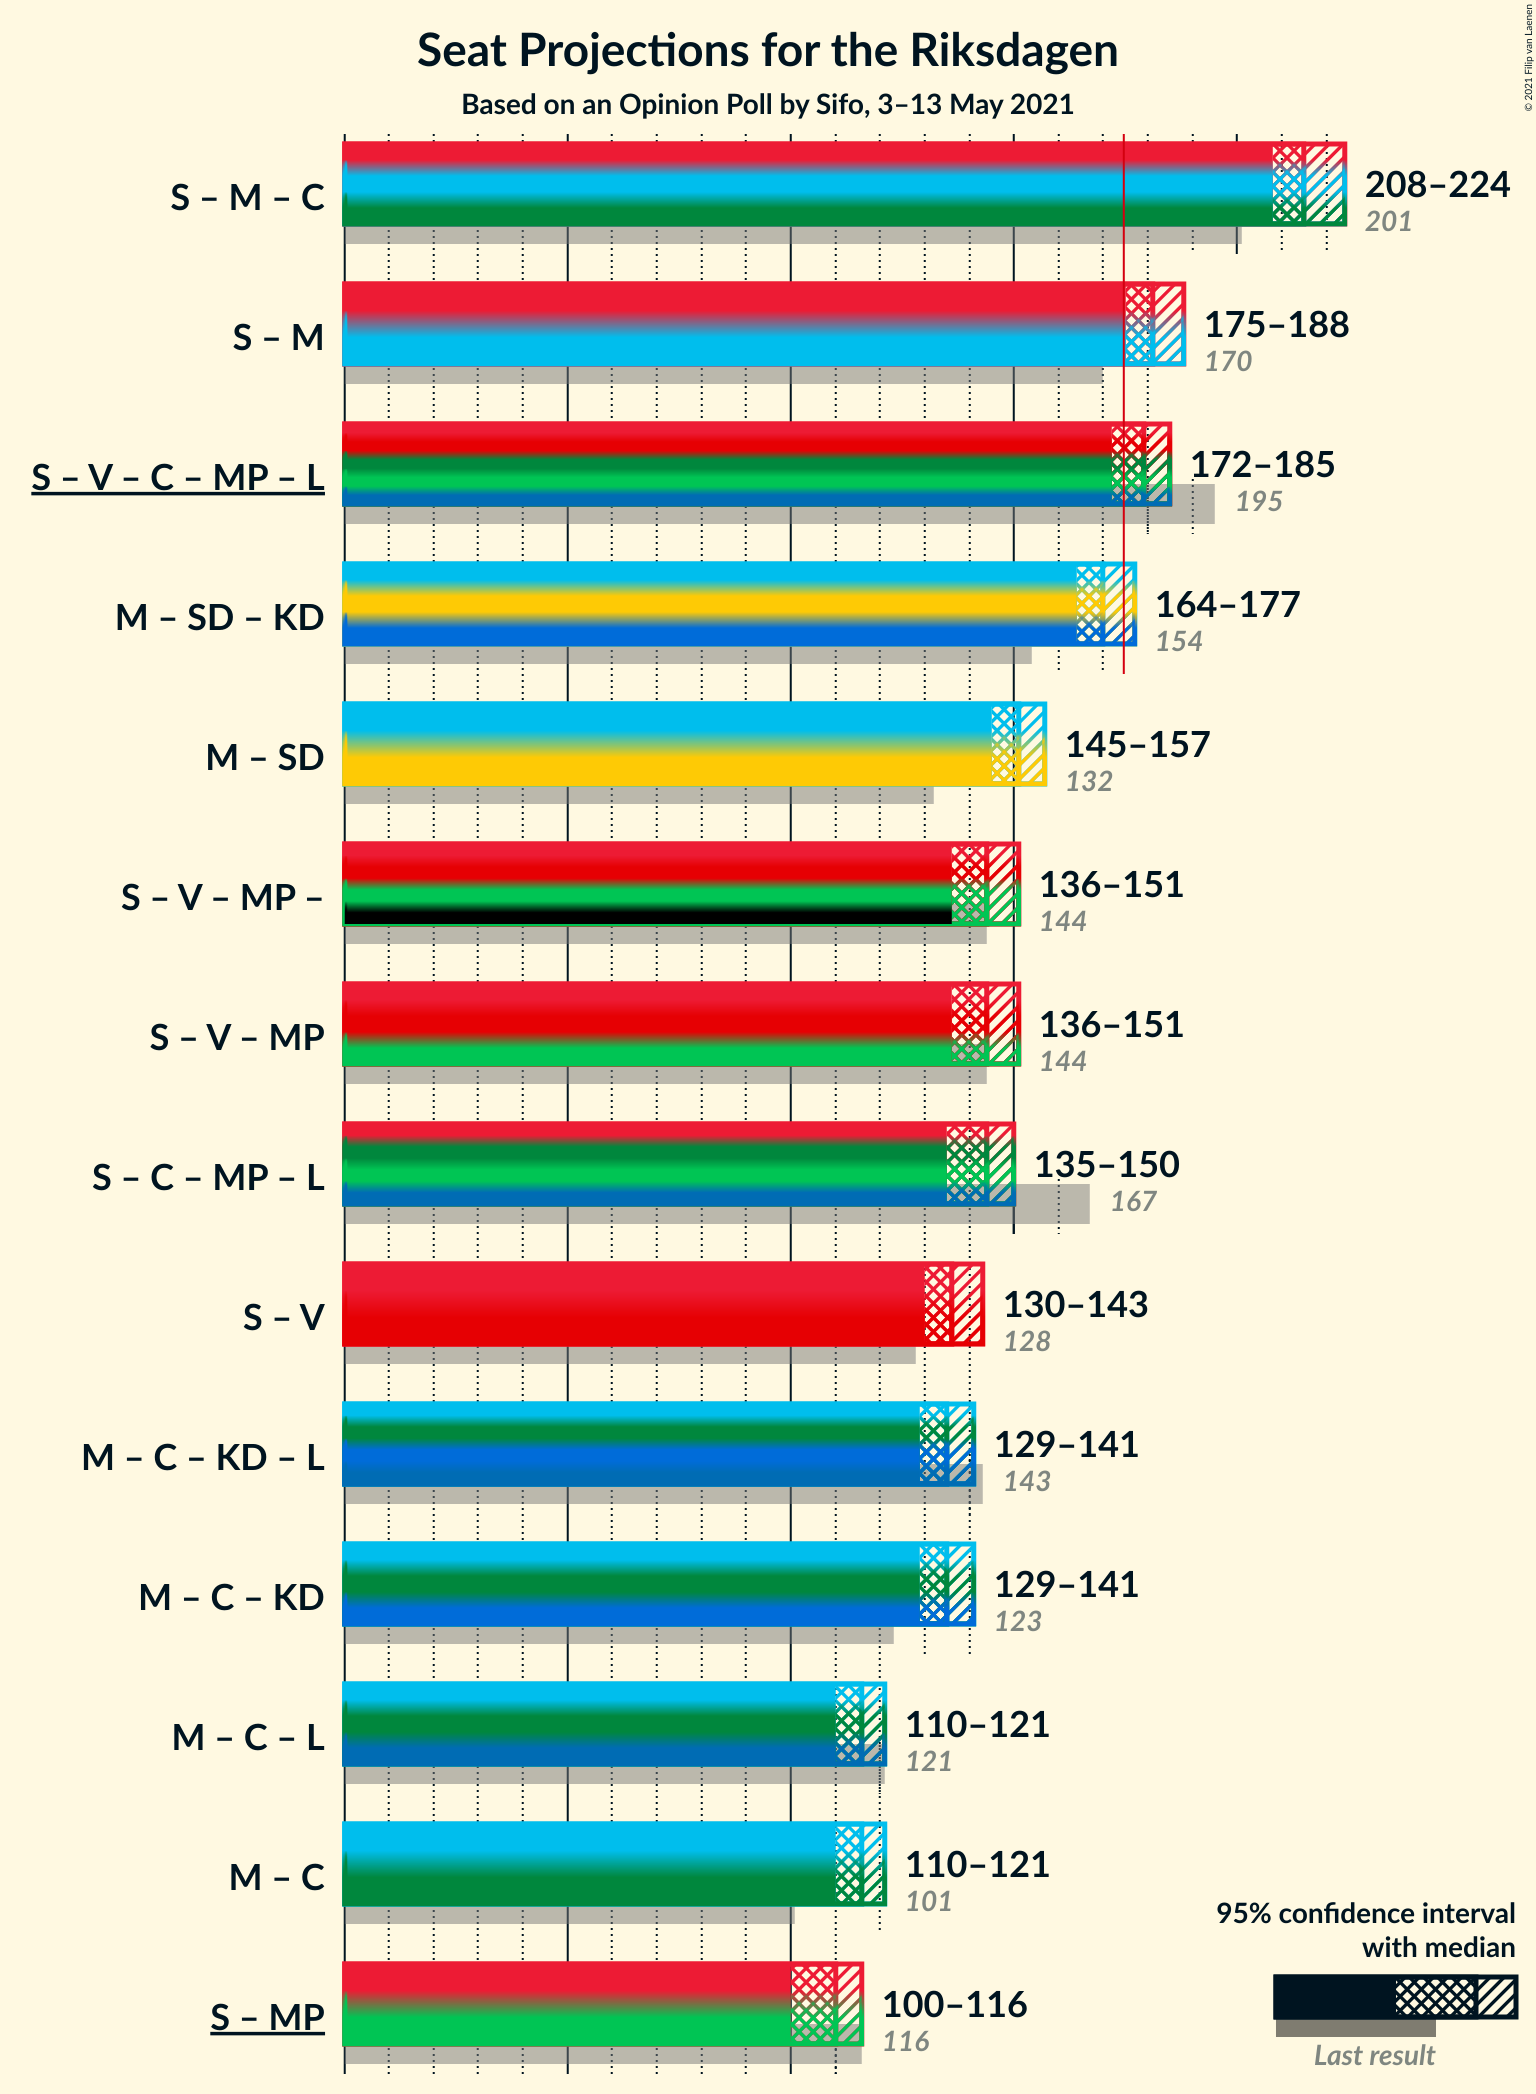 Seat Projections for the Riksdagen
Based on an Opinion Poll by Sifo, 3–13 May 2021
© 2021 Filip van Laenen
S – M – C
208–224
201
S – M
175–188
170
S – V – C – MP – L
172–185
195
M – SD – KD
164–177
154
M – SD
145–157
132
S – V – MP –
136–151
144
S – V – MP
136–151
144
S – C – MP – L
135–150
167
S – V
130–143
128
M – C – KD – L
129–141
143
M – C – KD
129–141
123
M – C – L
110–121
121
M – C
110–121
101
S – MP
100–116
116
95% confidence interval
with median
Last result